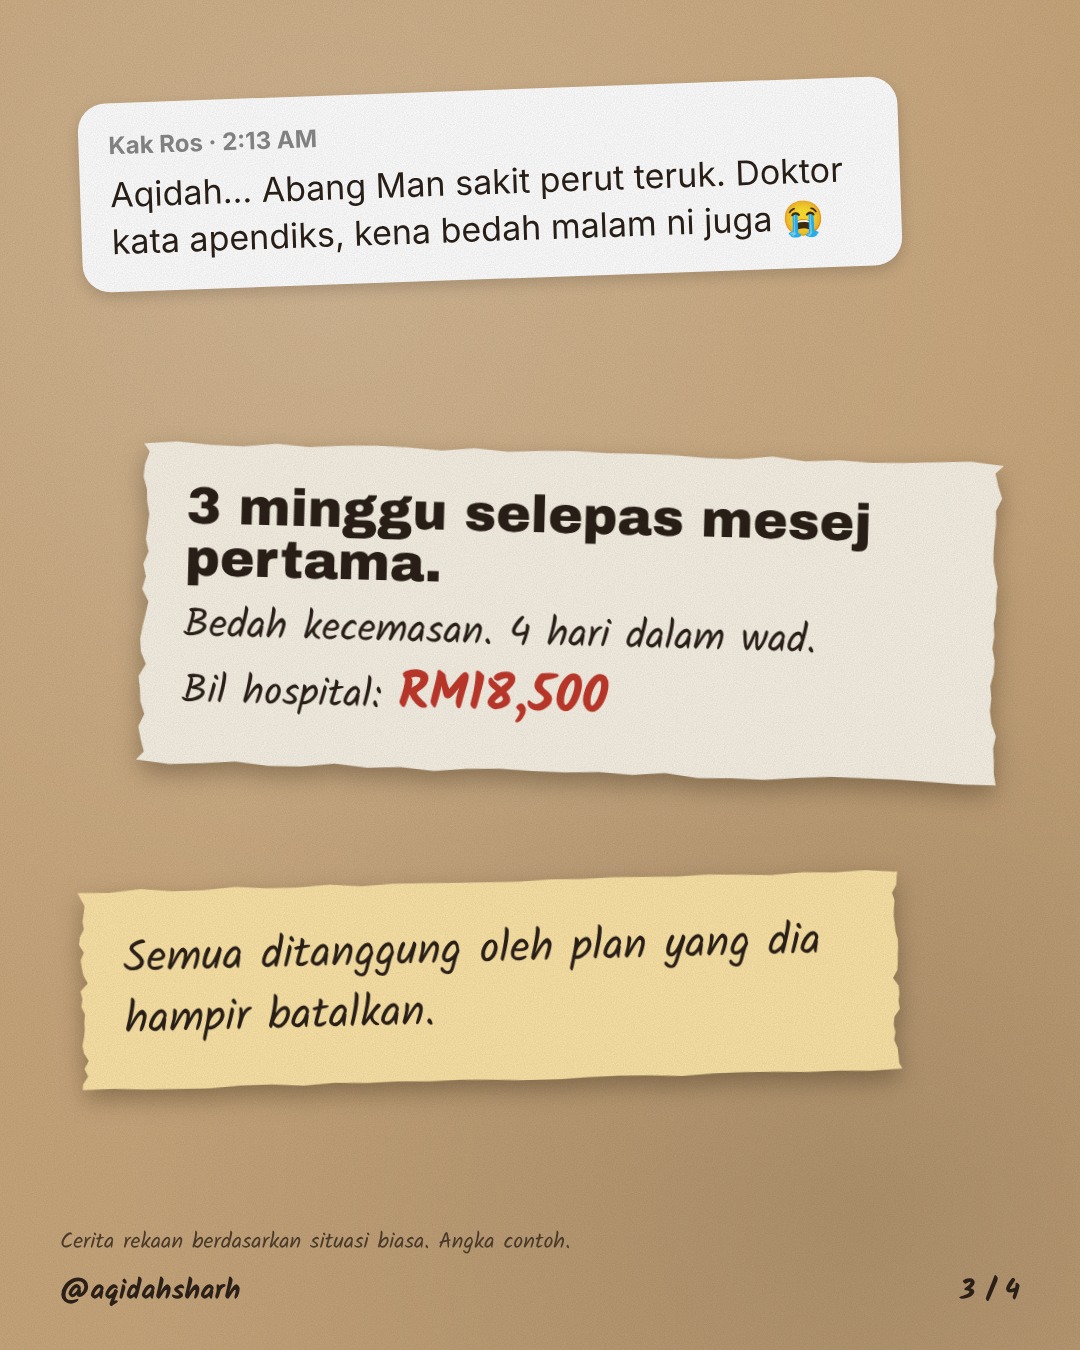 Kak Ros · 2:13 AM
Aqidah... Abang Man sakit perut teruk. Doktor
kata apendiks, kena bedah malam ni juga 😭
3 minggu selepas mesej
pertama.
Bedah kecemasan. 4 hari dalam wad.
Bil hospital: RM18,500
Semua ditanggung oleh plan yang dia
hampir batalkan.
Cerita rekaan berdasarkan situasi biasa. Angka contoh.
@aqidahsharh
3 / 4